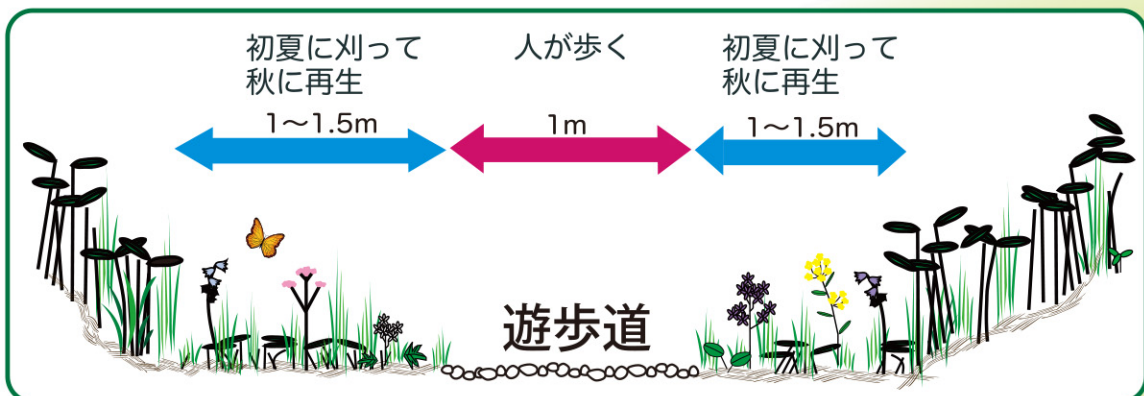 初夏に刈って
秋に再生
人が歩く
初夏に刈って
秋に再生
1〜1.5m
1m
1〜1.5m
遊歩道